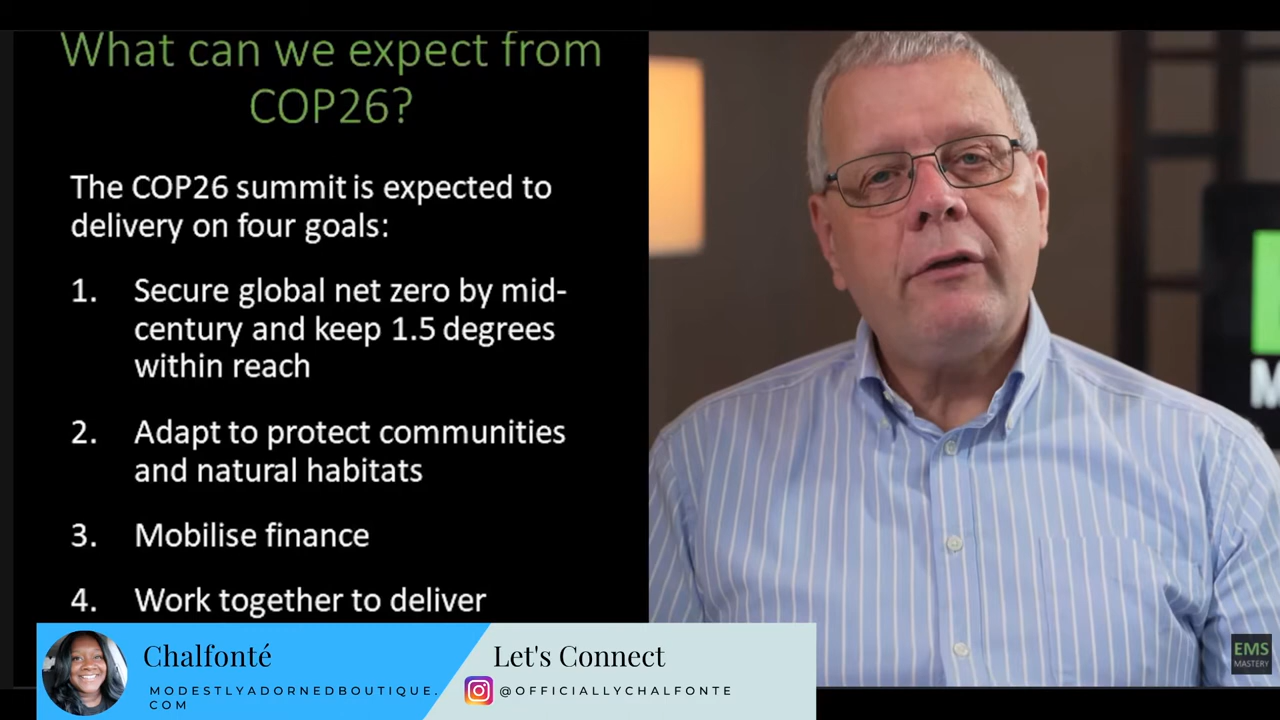 What can we expect from
COP26?
The COP26 summit is expected to
delivery on four goals:
1. Secure global net zero by mid-
century and keep 1.5 degrees
within reach
2. Adapt to protect communities
and natural habitats
3. Mobilise finance
4. Work together to deliver
M
EMS
MASTERY
Chalfonté
MODESTLYADORNEDBOUTIQUE.
COM
Let's Connect
@OFFICIALLYCHALFONTE